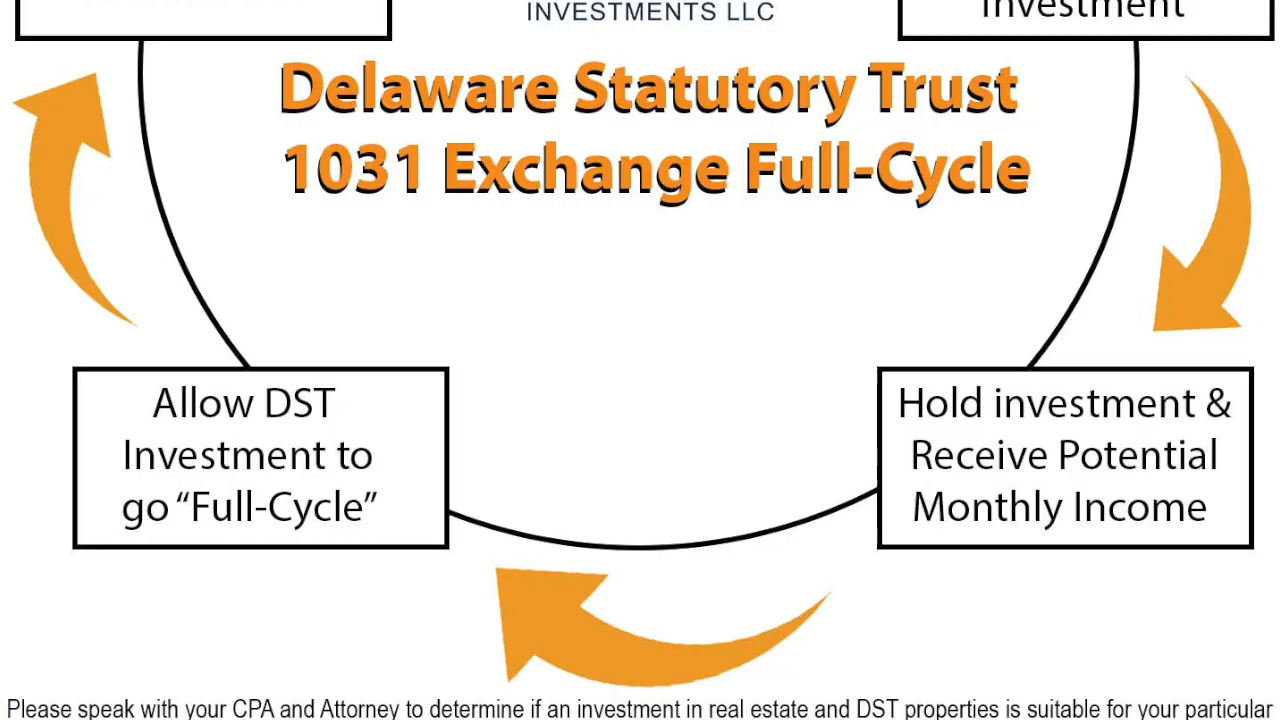 INVESTMENTS LLC
Investment
Delaware Statutory Trust
1031 Exchange Full-Cycle
Allow DST
Investment to
go “Full-Cycle”
Hold investment &
Receive Potential
Monthly Income
Please speak with your CPA and Attorney to determine if an investment in real estate and DST properties is suitable for your particular